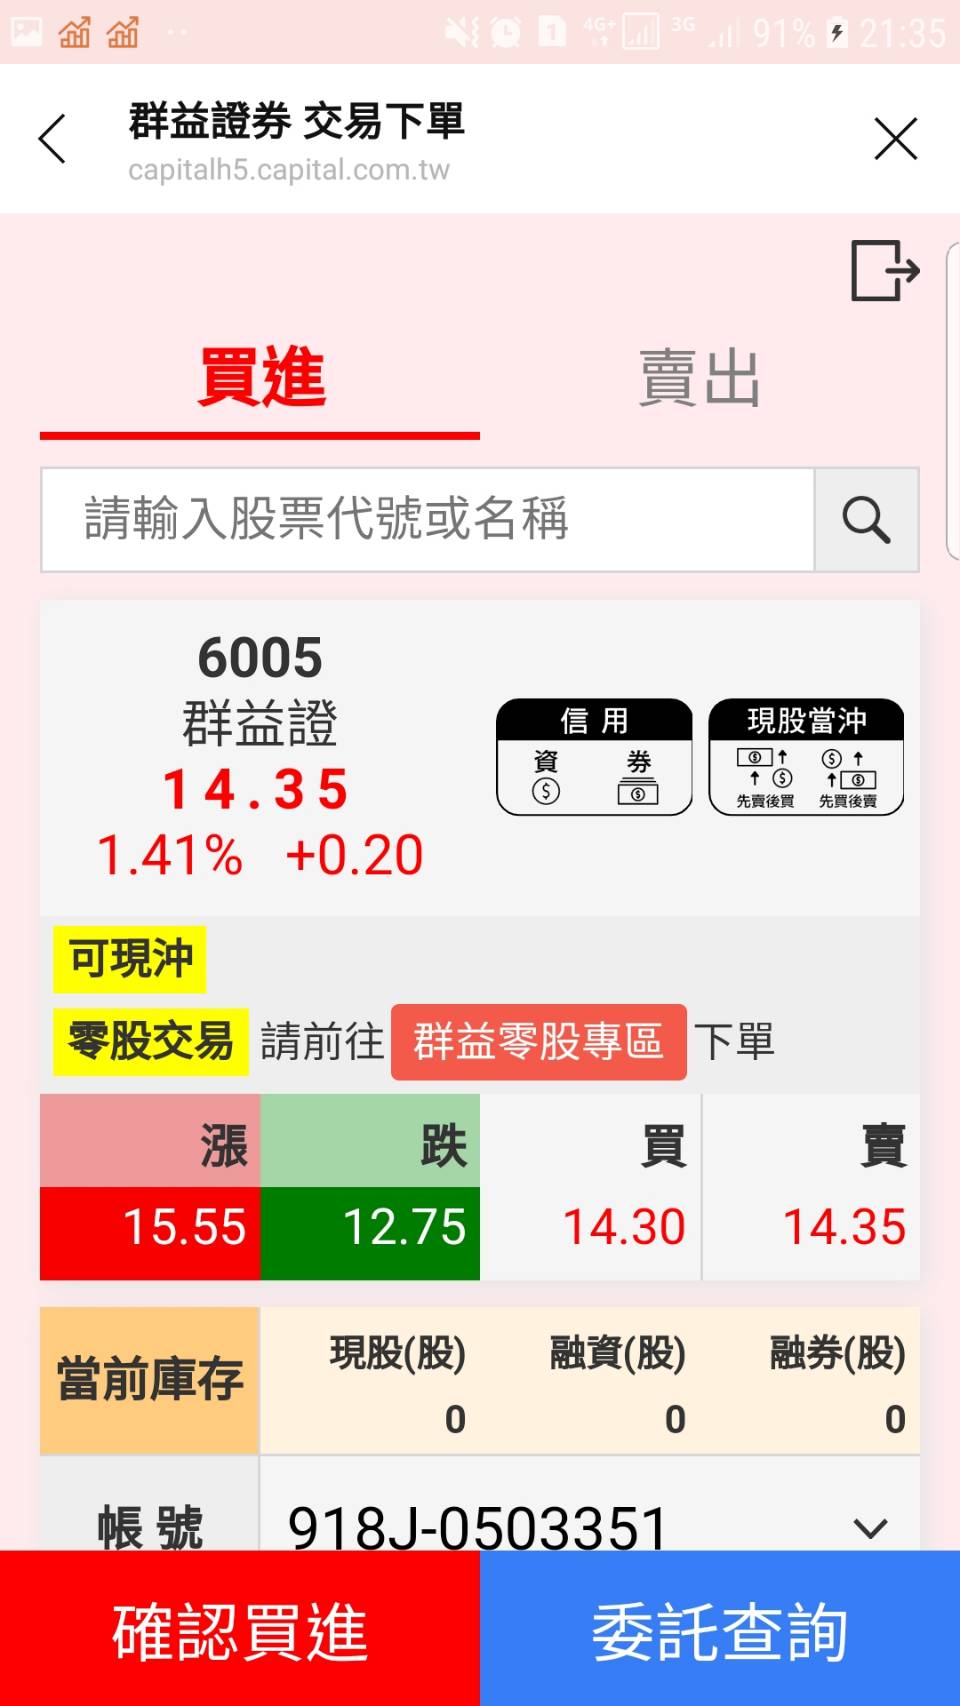 1 4G+ 3G 91% 21:35
群益證券 交易下單
capitalh5.capital.com.tw
買進 賣出
請輸入股票代號或名稱
6005
群益證
14.35
1.41% +0.20
信用
資 券
現股當沖
先賣後買 先買後賣
可現沖
零股交易 請前往 群益零股專區 下單
漲 跌 買 賣
15.55 12.75 14.30 14.35
當前庫存
現股(股) 融資(股) 融券(股)
0 0 0
帳號 918J-0503351
確認買進 委託查詢